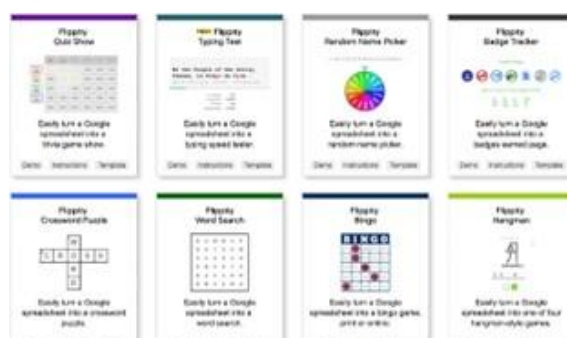 Flippity
Quiz Show
Easily turn a Google
spreadsheet into a
trivia game show.
Demo Instructions Template
Flippity
Typing Test
Easily turn a Google
spreadsheet into a
typing speed tester.
Demo Instructions Template
Flippity
Random Name Picker
Easily turn a Google
spreadsheet into a
random name picker.
Demo Instructions Template
Flippity
Badge Tracker
Easily turn a Google
spreadsheet into a
badges earned page.
Demo Instructions Template
Flippity
Crossword Puzzle
Easily turn a Google
spreadsheet into a crossword
puzzle.
Flippity
Word Search
Easily turn a Google
spreadsheet into a
word search.
Flippity
Bingo
BINGO
Easily turn a Google
spreadsheet into a bingo game,
print or online.
Flippity
Hangman
Easily turn a Google
spreadsheet into one of four
hangman-style games.